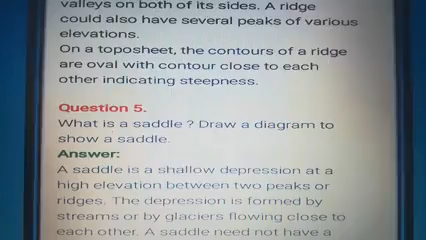 valleys on both of its sides. A ridge
could also have several peaks of various
elevations.
On a toposheet, the contours of a ridge
are oval with contour close to each
other indicating steepness.
Question 5.
What is a saddle ? Draw a diagram to
show a saddle.
Answer:
A saddle is a shallow depression at a
high elevation between two peaks or
ridges. The depression is formed by
streams or by glaciers flowing close to
each other. A saddle need not have a